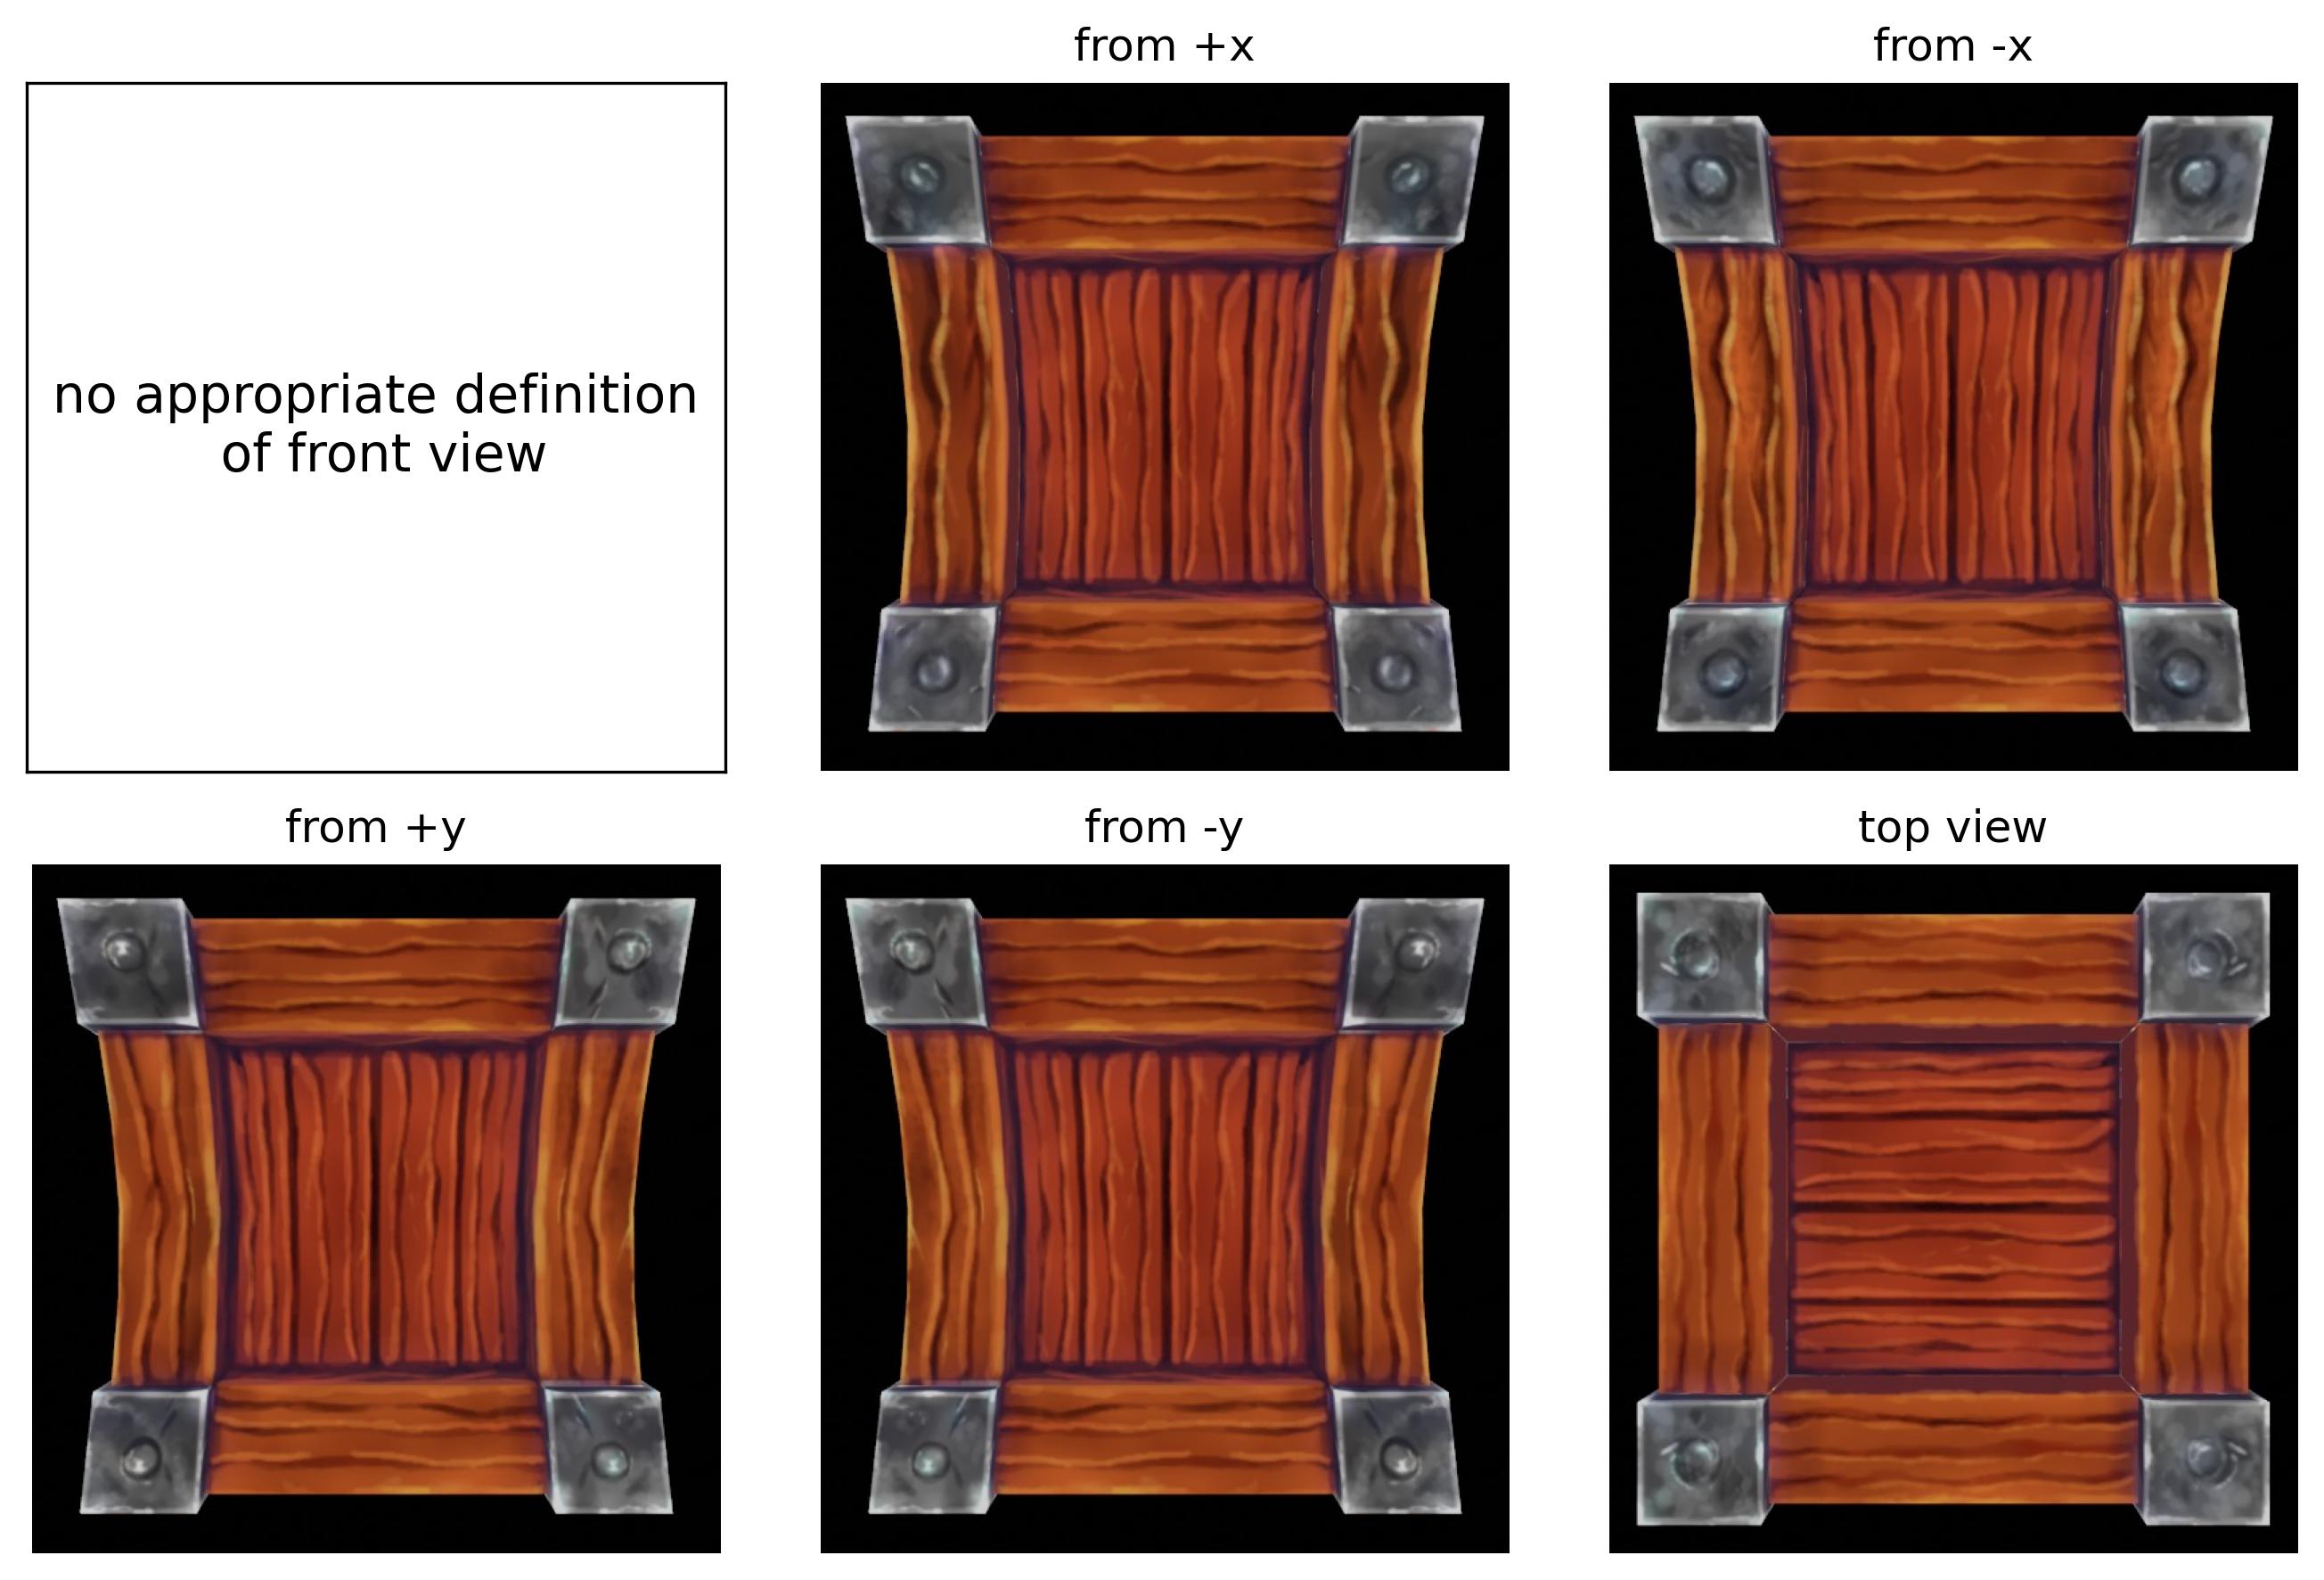 from +x
from -x
no appropriate definition
of front view
from +y
from -y
top view